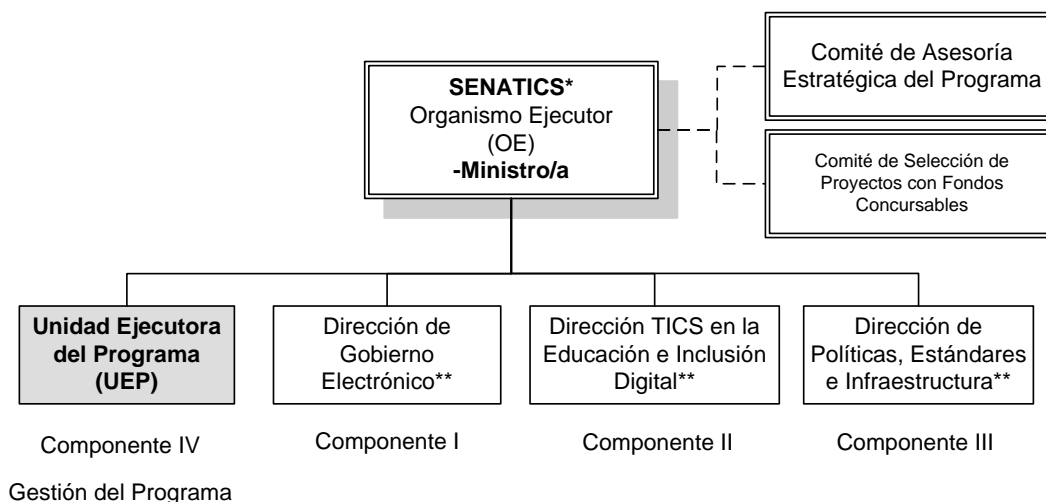 SENATICS*
Organismo Ejecutor
(OE)
-Ministro/a
Comité de Asesoría
Estratégica del Programa
Comité de Selección de
Proyectos con Fondos
Concursables
Unidad Ejecutora
del Programa
(UEP)
Dirección de
Gobierno
Electrónico**
Dirección TICS en la
Educación e Inclusión
Digital**
Dirección de
Políticas, Estándares
e Infraestructura**
Componente IV
Componente I
Componente II
Componente III
Gestión del Programa